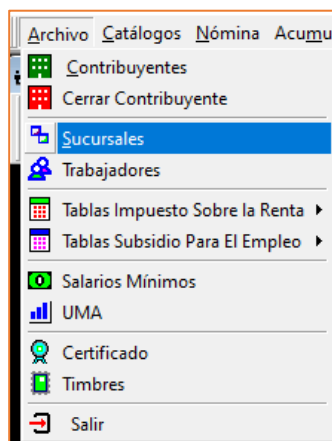 Archivo Catálogos Nómina Acumu
Contribuyentes
Cerrar Contribuyente
Sucursales
Trabajadores
Tablas Impuesto Sobre la Renta
Tablas Subsidio Para El Empleo
Salarios Mínimos
UMA
Certificado
Timbres
Salir